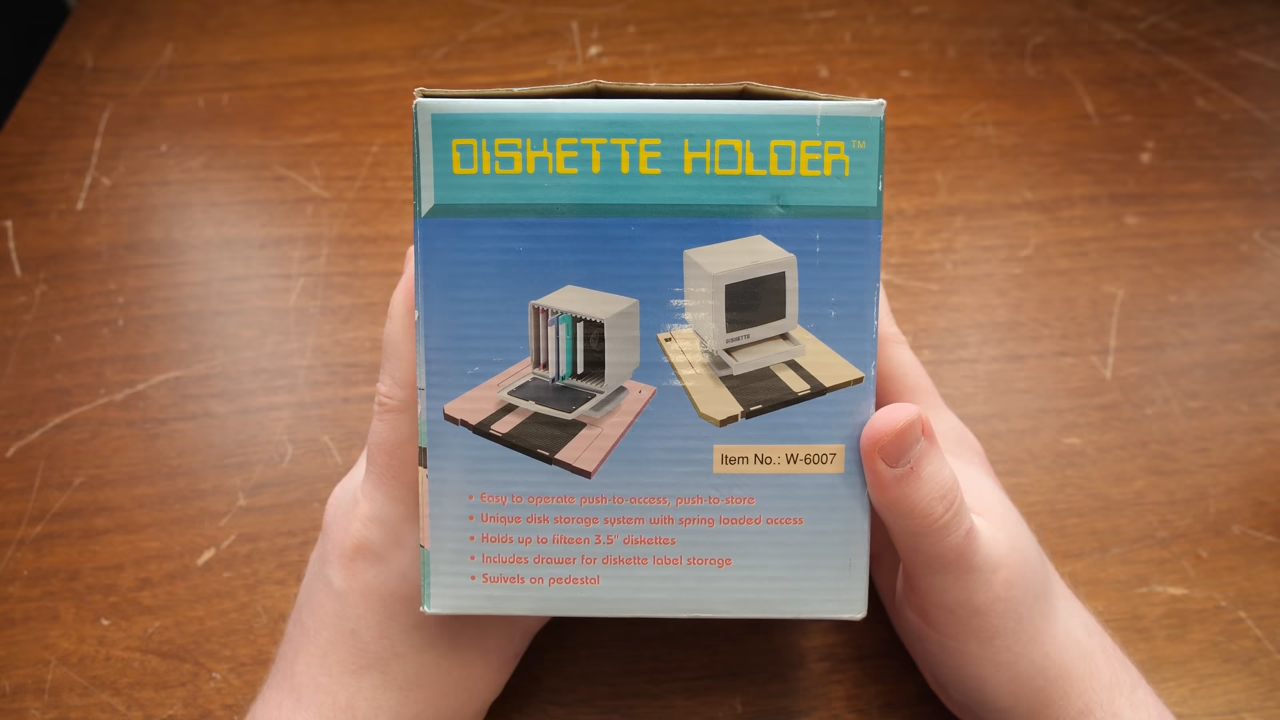 DISKETTE HOLDER™
DISKETTE
Item No.: W-6007
• Easy to operate push-to-access, push-to-store
• Unique disk storage system with spring loaded access
• Holds up to fifteen 3.5" diskettes
• Includes drawer for diskette label storage
• Swivels on pedestal